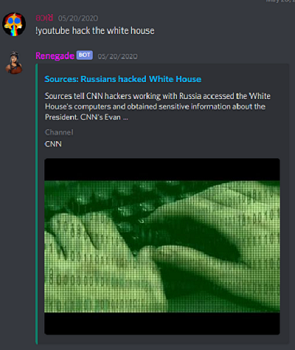 05/20/2020
!youtube hack the white house
Renegade BOT 05/20/2020
Sources: Russians hacked White House
Sources tell CNN hackers working with Russia accessed the White
House's computers and obtained sensitive information about the
President. CNN's Evan ...
Channel
CNN